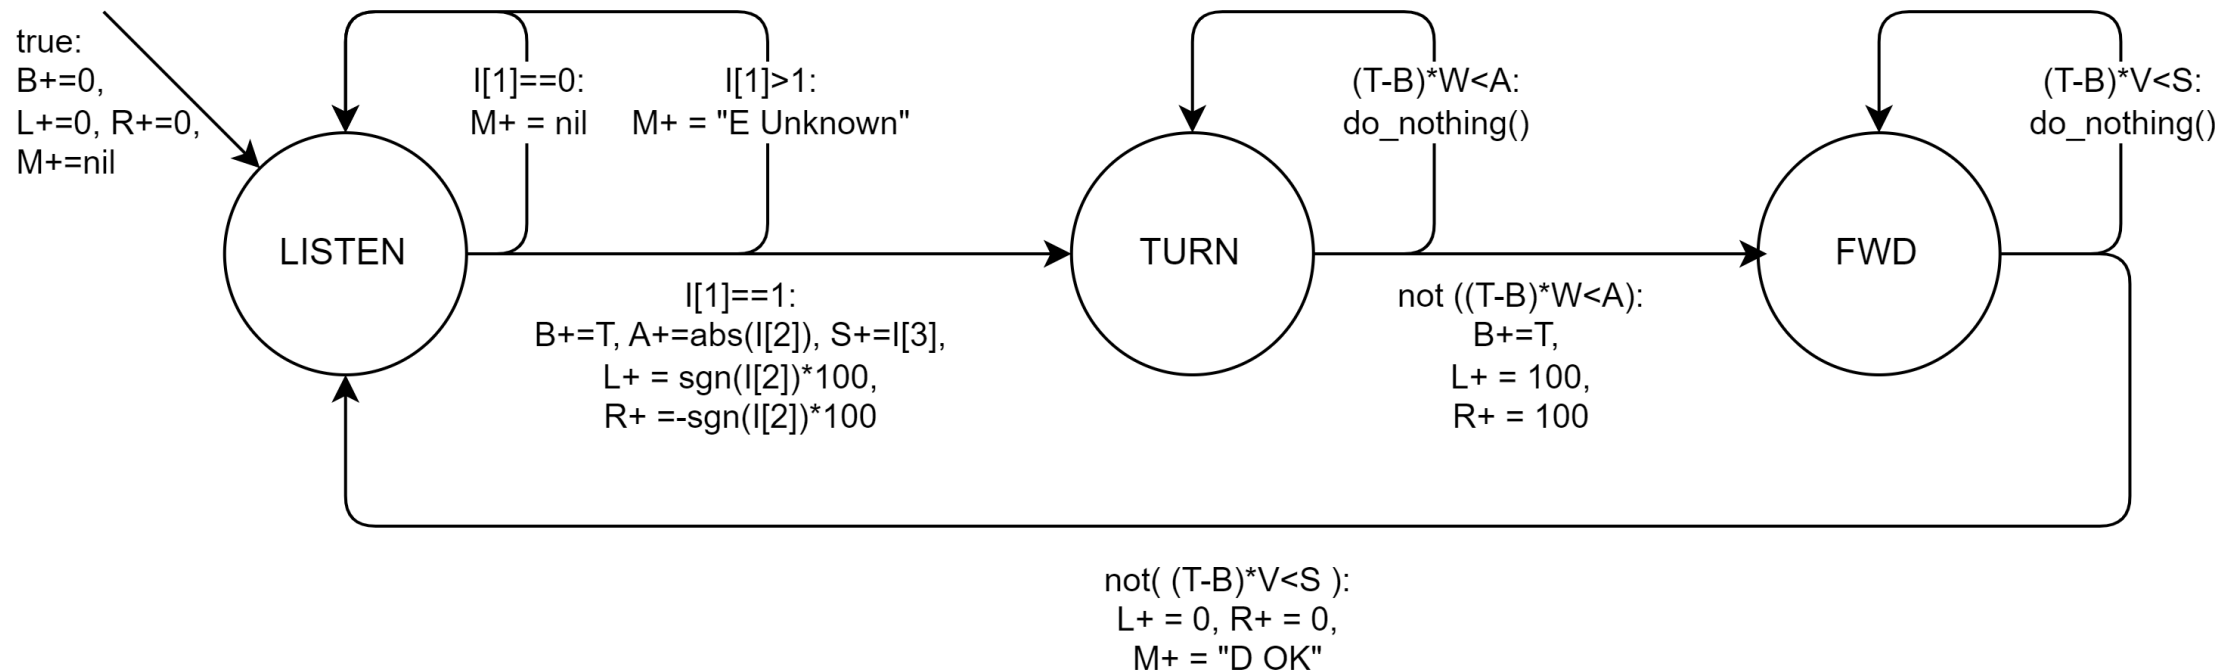 true:
B+=0,
L+=0, R+=0,
M+=nil
I[1]==0:
M+ = nil
I[1]>1:
M+ = "E Unknown"
(T-B)*W<A:
do_nothing()
(T-B)*V<S:
do_nothing()
LISTEN
TURN
FWD
I[1]==1:
B+=T, A+=abs(I[2]), S+=I[3],
L+ = sgn(I[2])*100,
R+ =-sgn(I[2])*100
not ((T-B)*W<A):
B+=T,
L+ = 100,
R+ = 100
not( (T-B)*V<S ):
L+ = 0, R+ = 0,
M+ = "D OK"